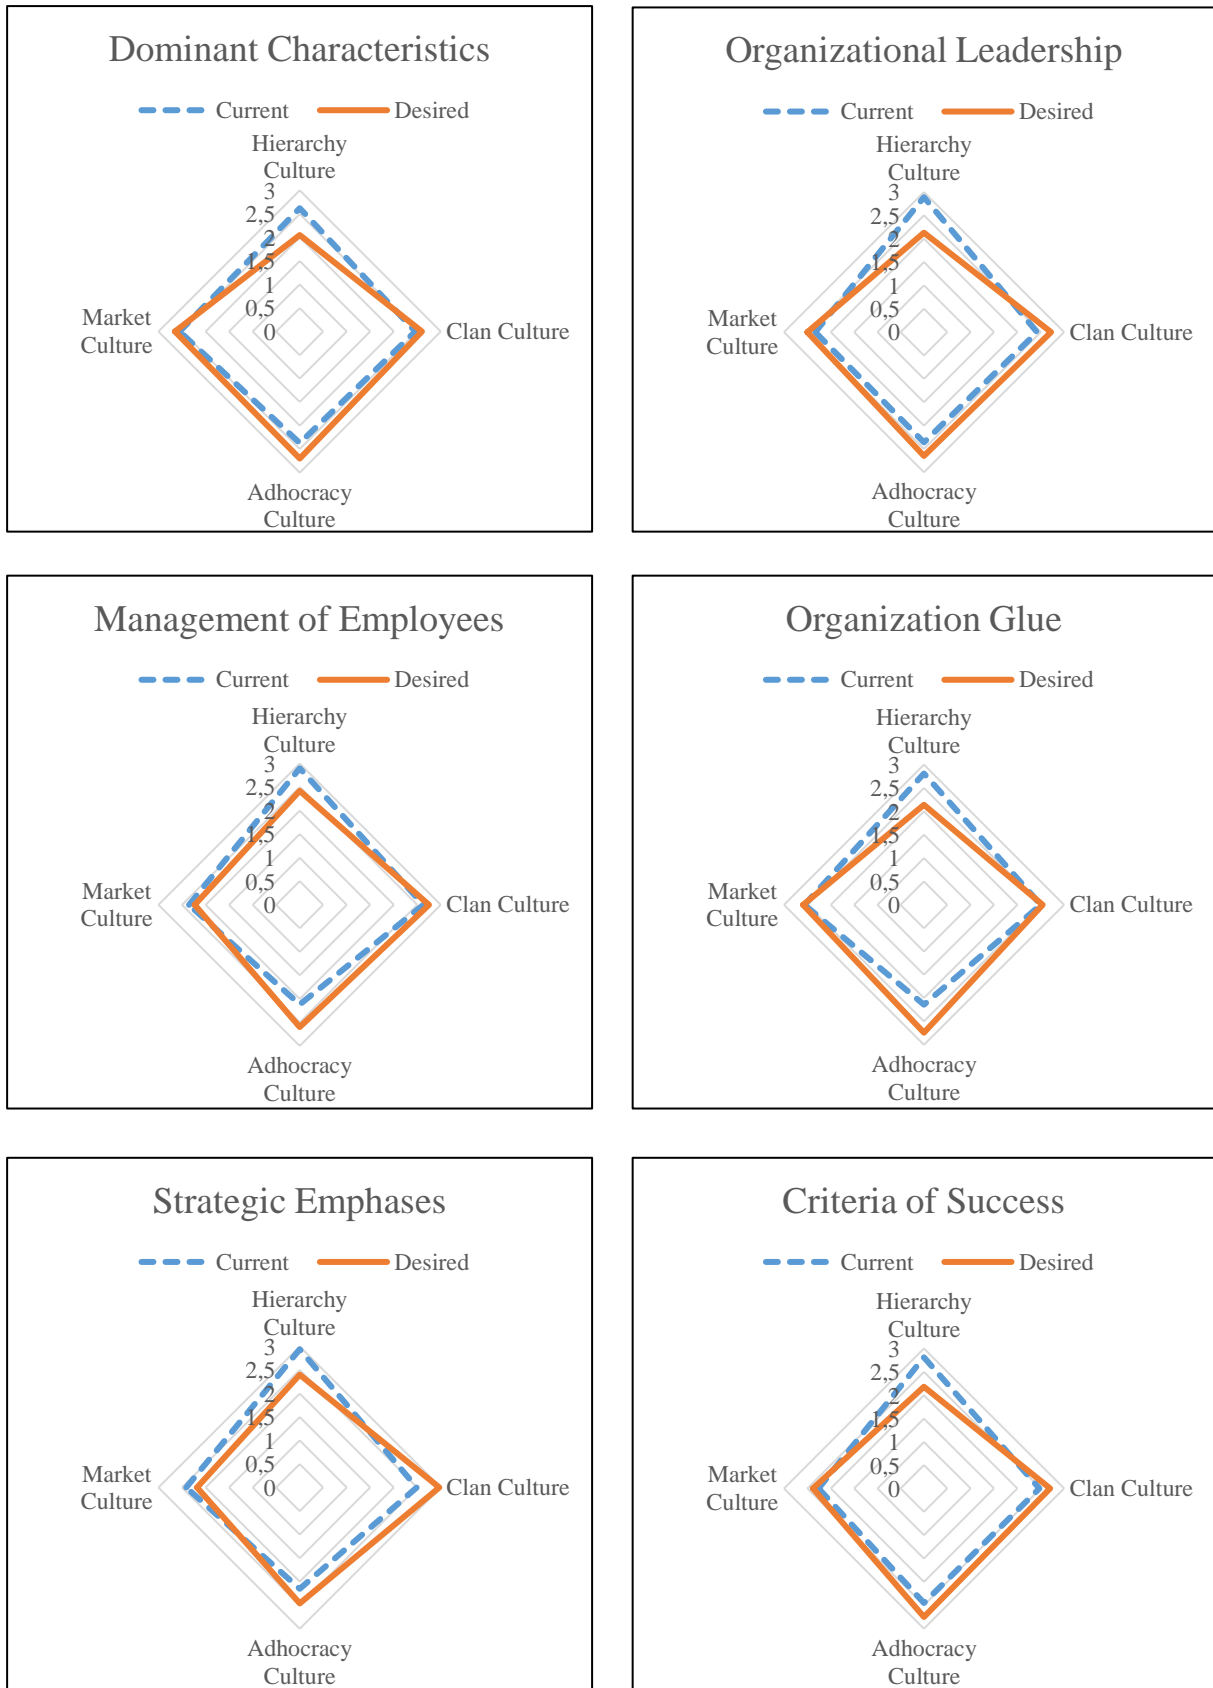 Dominant Characteristics
Current Desired
Hierarchy
Culture
3
2,5
2
1,5
1
0,5
0
Market
Culture
Clan Culture
Adhocracy
Culture
Organizational Leadership
Current Desired
Hierarchy
Culture
3
2,5
2
1,5
1
0,5
0
Market
Culture
Clan Culture
Adhocracy
Culture
Management of Employees
Current Desired
Hierarchy
Culture
3
2,5
2
1,5
1
0,5
0
Market
Culture
Clan Culture
Adhocracy
Culture
Organization Glue
Current Desired
Hierarchy
Culture
3
2,5
2
1,5
1
0,5
0
Market
Culture
Clan Culture
Adhocracy
Culture
Strategic Emphases
Current Desired
Hierarchy
Culture
3
2,5
2
1,5
1
0,5
0
Market
Culture
Clan Culture
Adhocracy
Culture
Criteria of Success
Current Desired
Hierarchy
Culture
3
2,5
2
1,5
1
0,5
0
Market
Culture
Clan Culture
Adhocracy
Culture